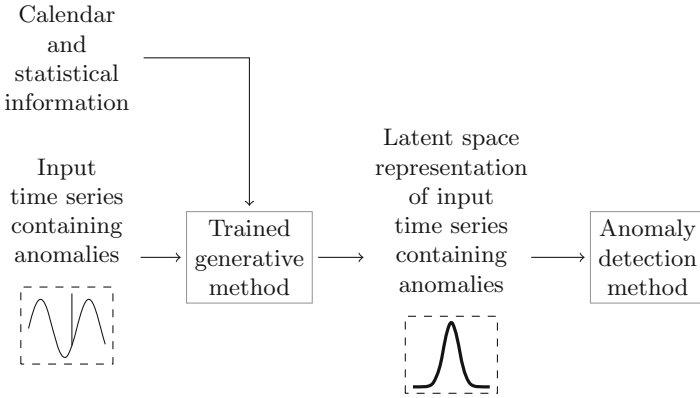 Calendar
and
statistical
information
Input
time series
containing
anomalies
Trained
generative
method
Latent space
representation
of input
time series
containing
anomalies
Anomaly
detection
method